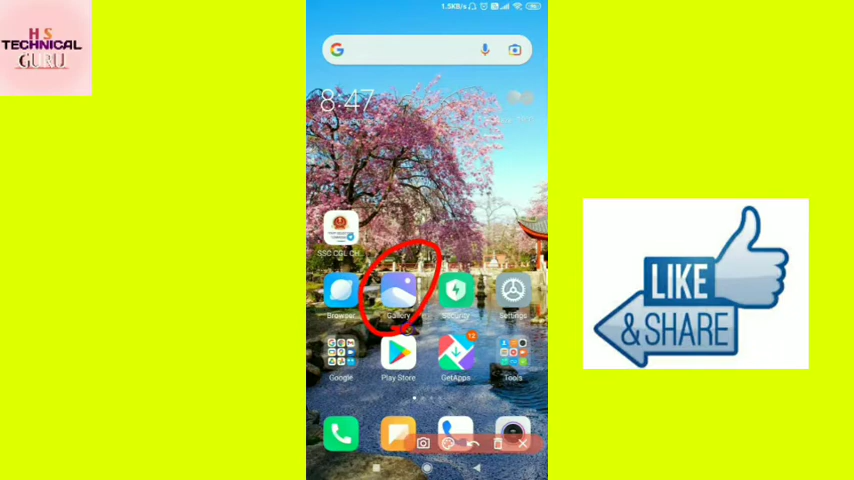 H S
TECHNICAL
GURU
1.5KB/s
8:47
SSC CGL CH...
Browser
Gallery
Security
Settings
12
Google
Play Store
GetApps
Tools
LIKE
& SHARE